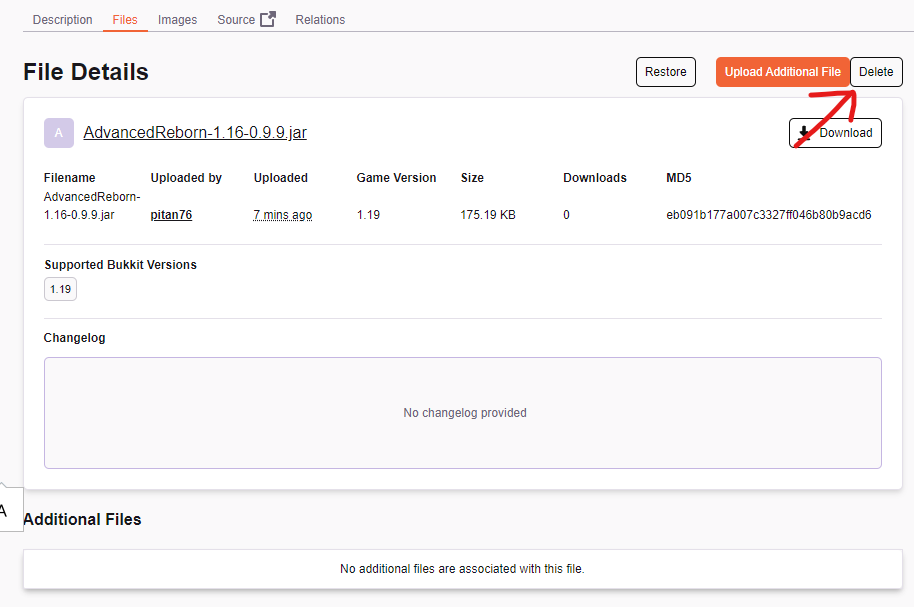 Description Files Images Source Relations
File Details
Restore Upload Additional File Delete
A AdvancedReborn-1.16-0.9.9.jar Download
Filename Uploaded by Uploaded Game Version Size Downloads MD5
AdvancedReborn-
1.16-0.9.9.jar pitan76 7 mins ago 1.19 175.19 KB 0 eb091b177a007c3327ff046b80b9acd6
Supported Bukkit Versions
1.19
Changelog
No changelog provided
A
Additional Files
No additional files are associated with this file.